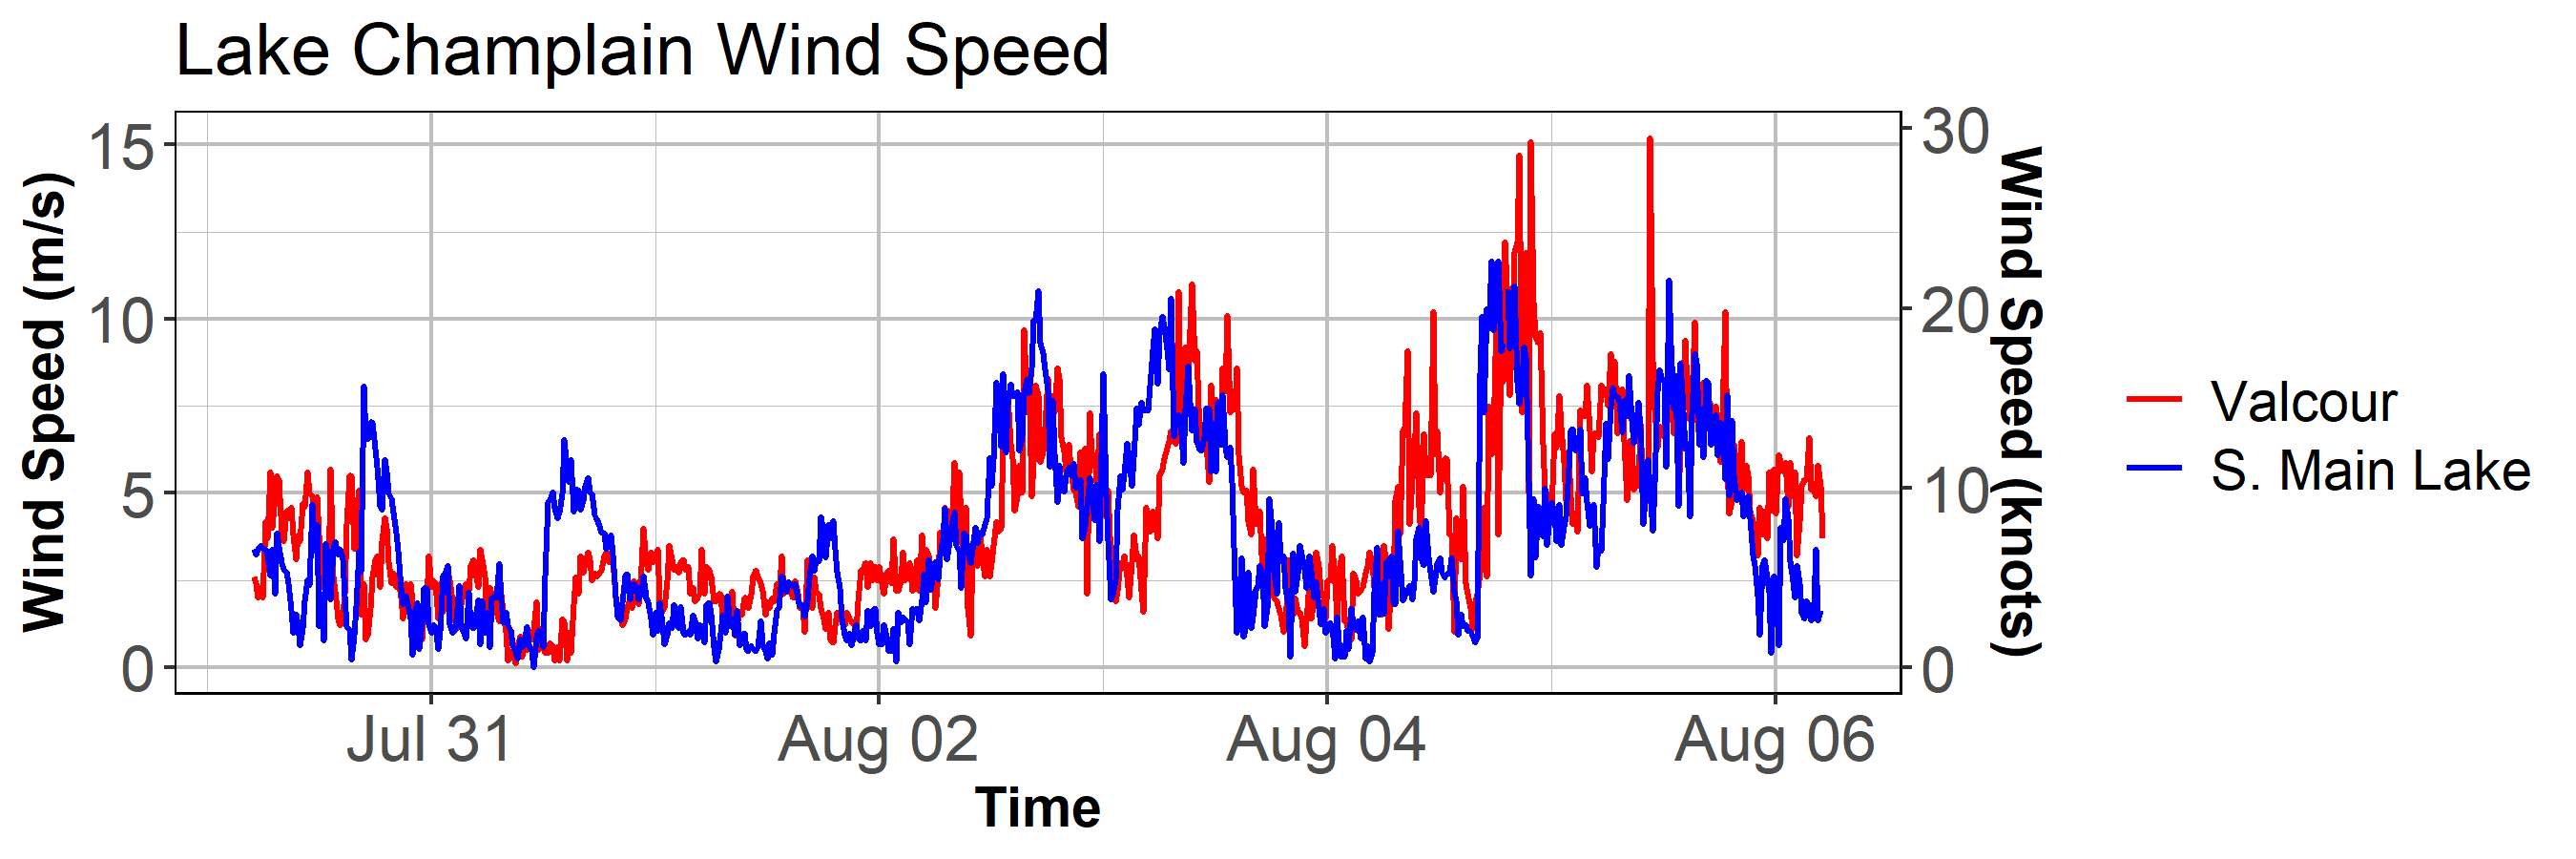 Lake Champlain Wind Speed
Wind Speed (m/s)
15
10
5
0
30
20
10
0
Wind Speed (knots)
Jul 31
Aug 02
Aug 04
Aug 06
Time
Valcour
S. Main Lake